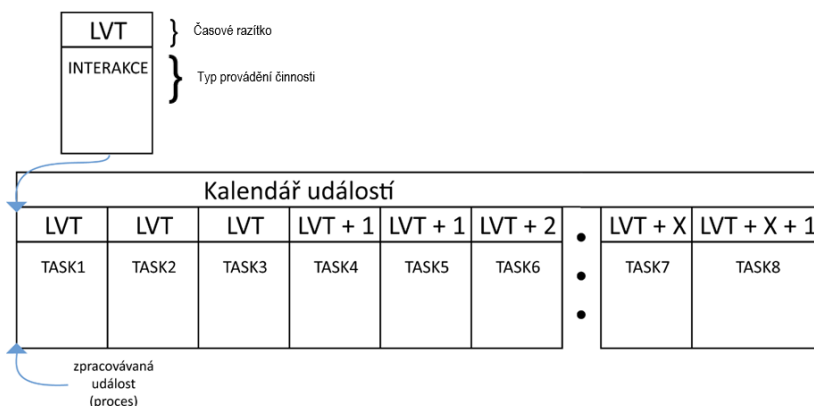 LVT
Časové razítko
INTERAKCE
Typ provádění činnosti
Kalendář událostí
LVT LVT LVT LVT + 1 LVT + 1 LVT + 2 LVT + X LVT + X + 1
TASK1 TASK2 TASK3 TASK4 TASK5 TASK6 TASK7 TASK8
zpracovávaná
událost
(proces)